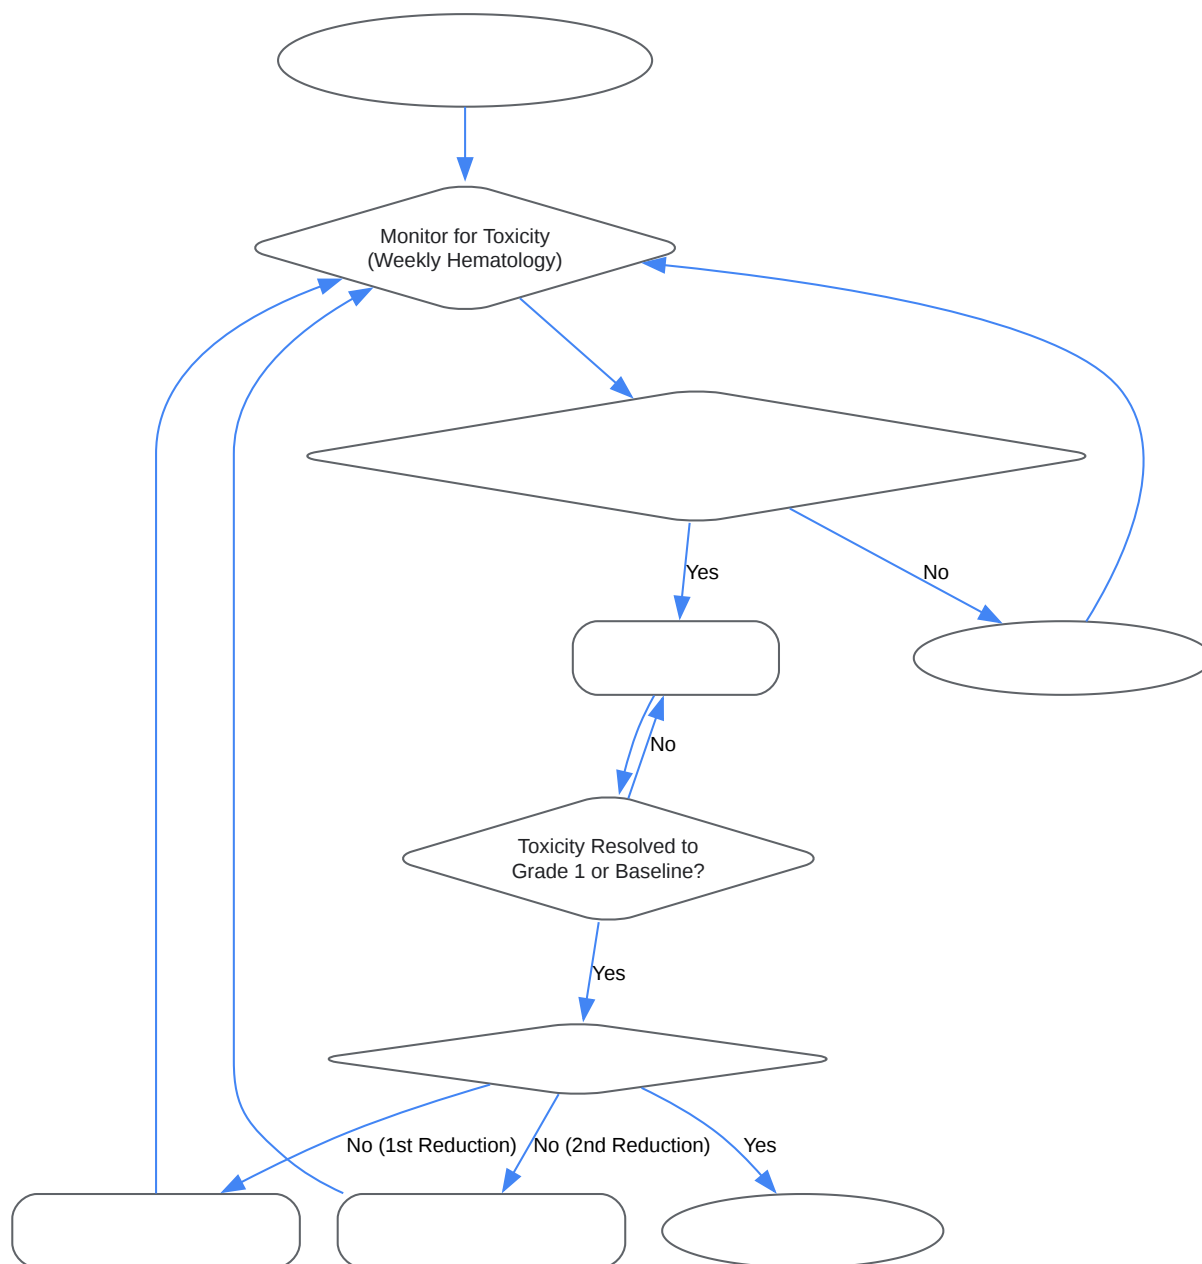 Monitor for Toxicity
(Weekly Hematology)
Yes
No
No
Toxicity Resolved to
Grade 1 or Baseline?
Yes
No (1st Reduction)
No (2nd Reduction)
Yes